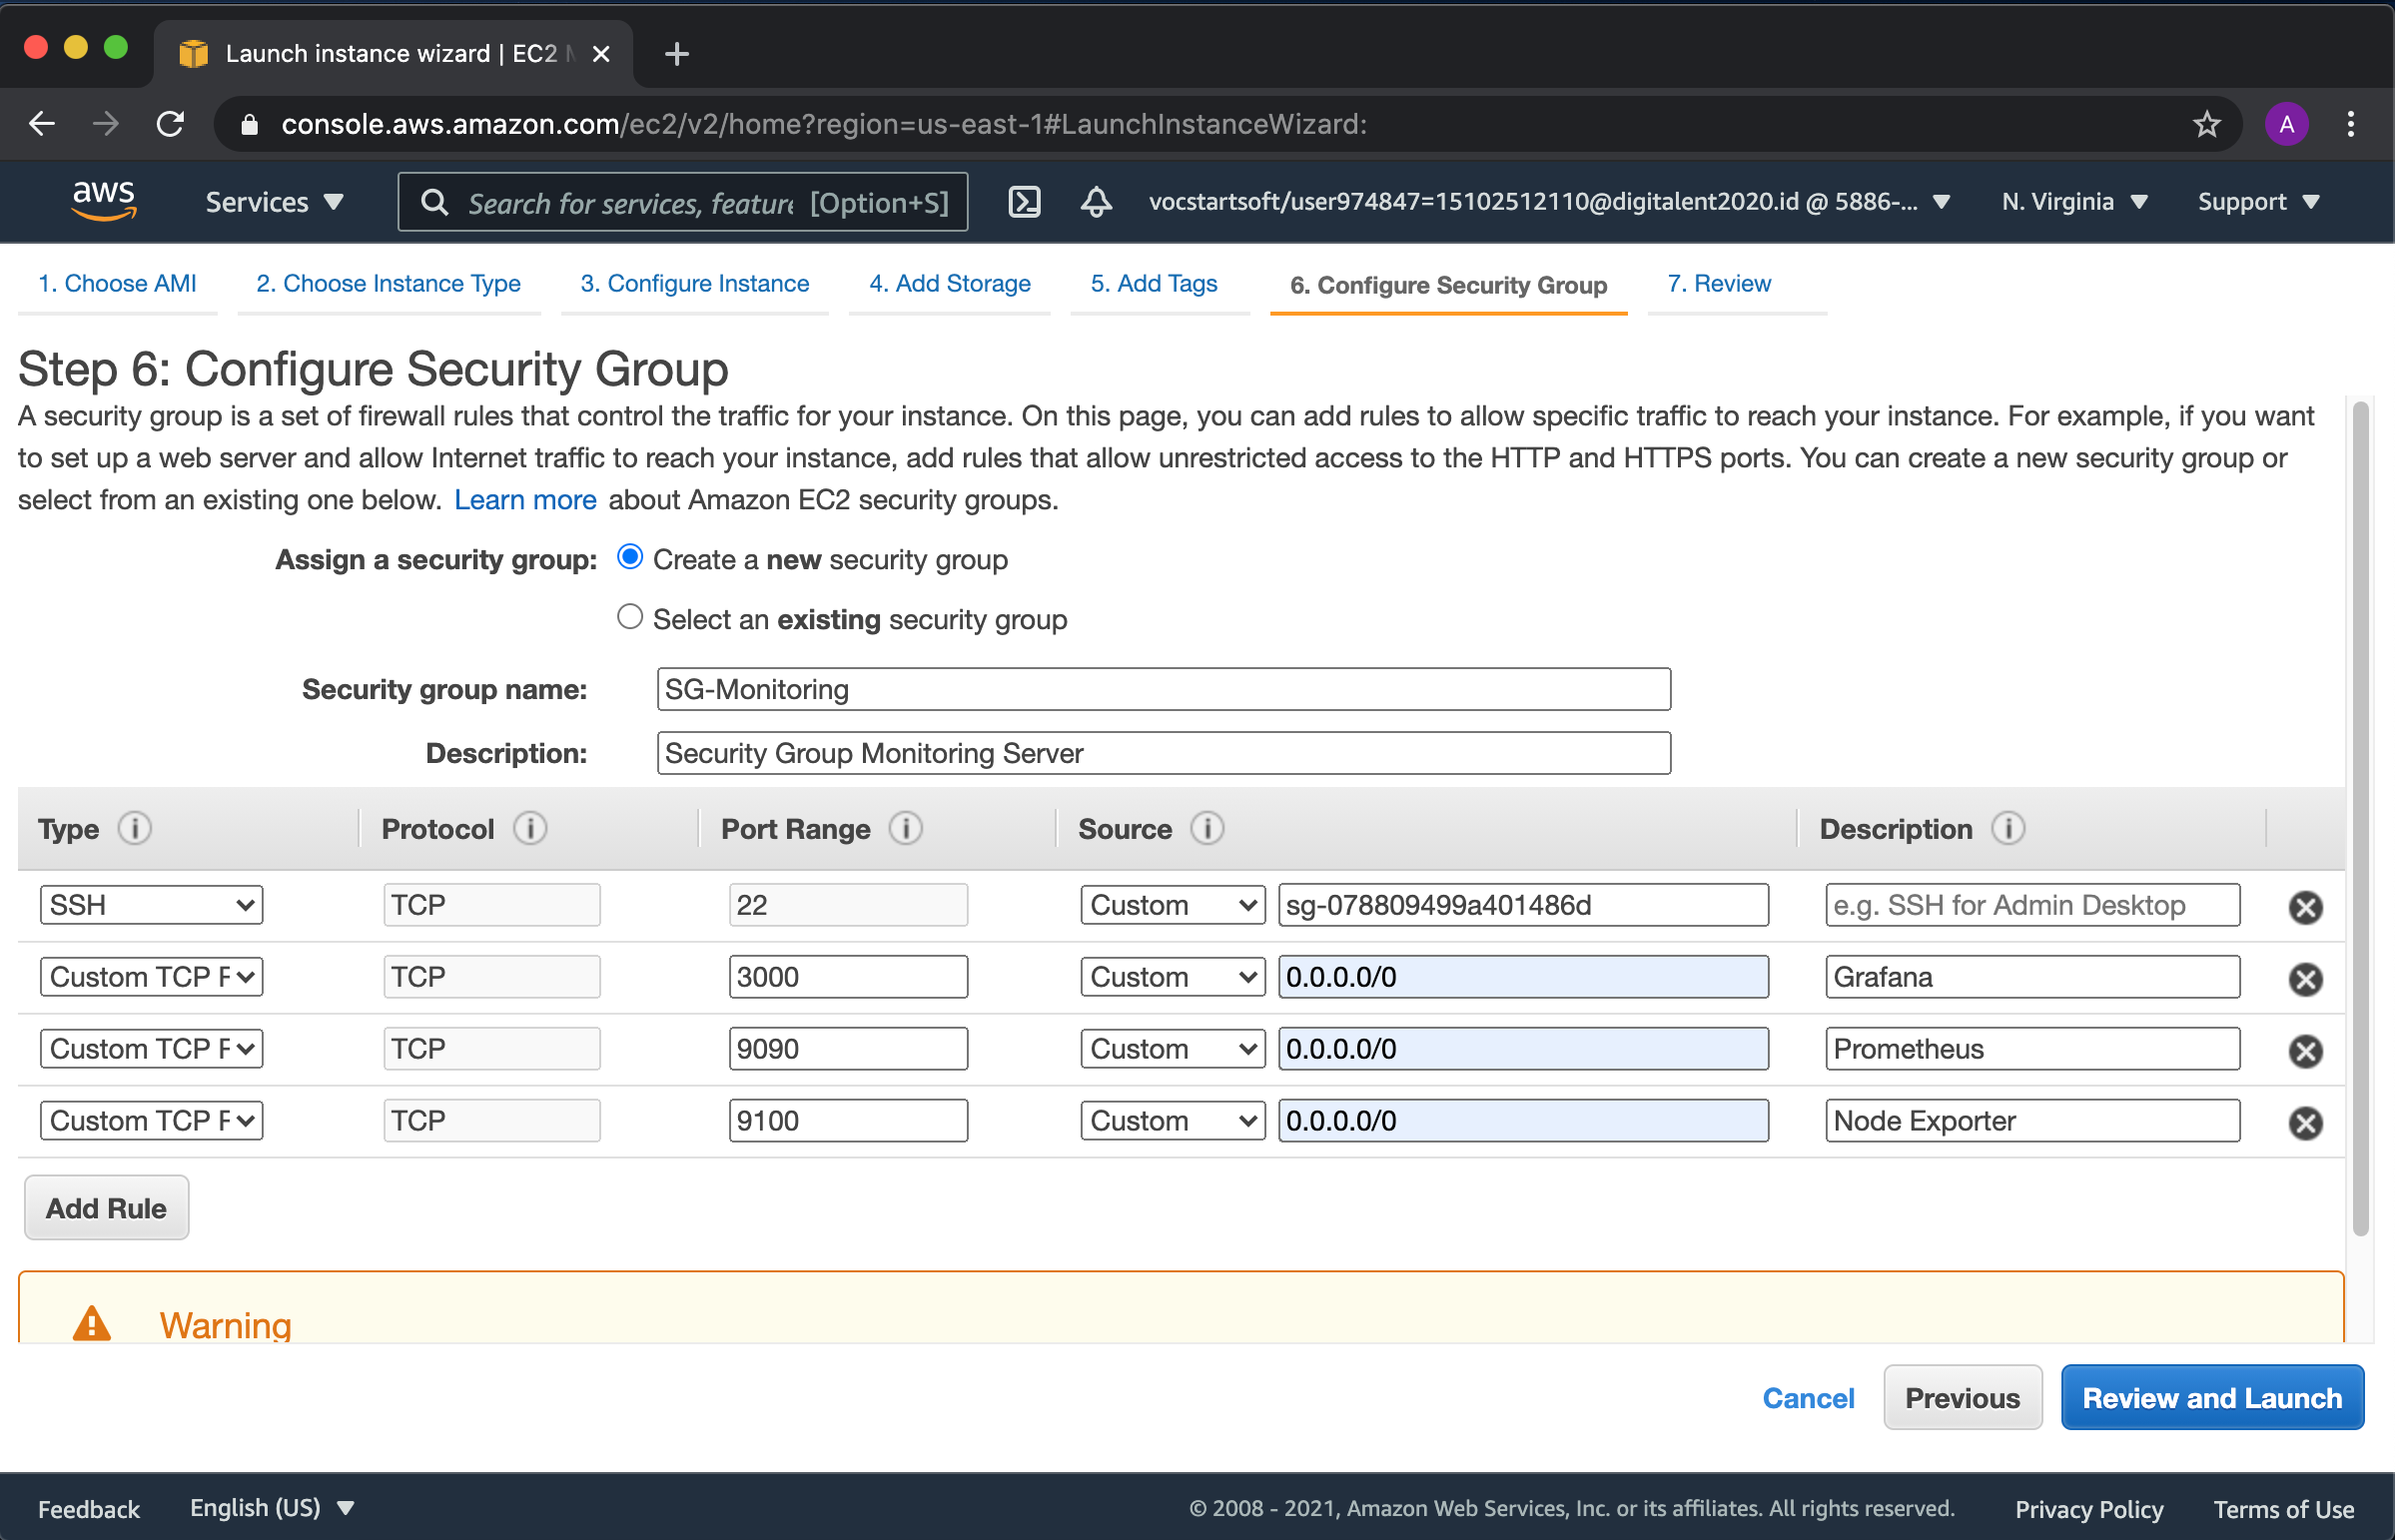 Launch instance wizard | EC2 M
console.aws.amazon.com/ec2/v2/home?region=us-east-1#LaunchInstanceWizard:
A
aws
Services
Search for services, feature [Option+S]
vocstartsoft/user974847=15102512110@digitalent2020.id @ 5886-...
N. Virginia
Support
1. Choose AMI
2. Choose Instance Type
3. Configure Instance
4. Add Storage
5. Add Tags
6. Configure Security Group
7. Review
Step 6: Configure Security Group
A security group is a set of firewall rules that control the traffic for your instance. On this page, you can add rules to allow specific traffic to reach your instance. For example, if you want
to set up a web server and allow Internet traffic to reach your instance, add rules that allow unrestricted access to the HTTP and HTTPS ports. You can create a new security group or
select from an existing one below. Learn more about Amazon EC2 security groups.
Assign a security group: Create a new security group
Select an existing security group
Security group name: SG-Monitoring
Description: Security Group Monitoring Server
Type i Protocol i Port Range i Source i Description i
SSH TCP 22 Custom sg-078809499a401486d e.g. SSH for Admin Desktop
Custom TCP F TCP 3000 Custom 0.0.0.0/0 Grafana
Custom TCP F TCP 9090 Custom 0.0.0.0/0 Prometheus
Custom TCP F TCP 9100 Custom 0.0.0.0/0 Node Exporter
Add Rule
Warning
Cancel
Previous
Review and Launch
Feedback
English (US)
© 2008 - 2021, Amazon Web Services, Inc. or its affiliates. All rights reserved.
Privacy Policy
Terms of Use